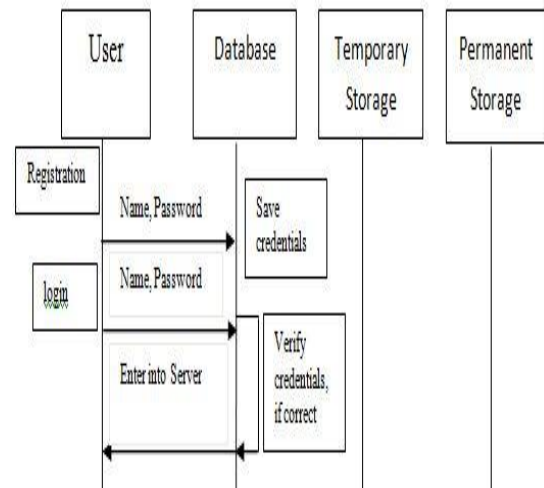 User
Database
Temporary
Storage
Permanent
Storage
Registration
Name, Password
Save
credentials
login
Name, Password
Verify
credentials,
if correct
Enter into Server